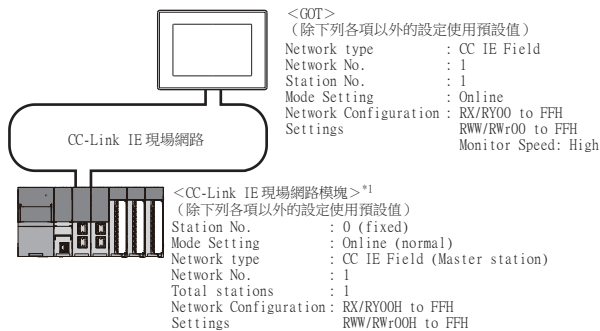 <GOT>
(除下列各項以外的設定使用預設值)
Network type : CC IE Field
Network No. : 1
Station No. : 1
Mode Setting : Online
Network Configuration : RX/RY00 to FFH
Settings RWW/RWr00 to FFH
Monitor Speed: High
CC-Link IE 現場網路
<CC-Link IE 現場網路模塊>*1
(除下列各項以外的設定使用預設值)
Station No. : 0 (fixed)
Mode Setting : Online (normal)
Network type : CC IE Field (Master station)
Network No. : 1
Total stations : 1
Network Configuration : RX/RY00H to FFH
Settings RWW/RWr00H to FFH